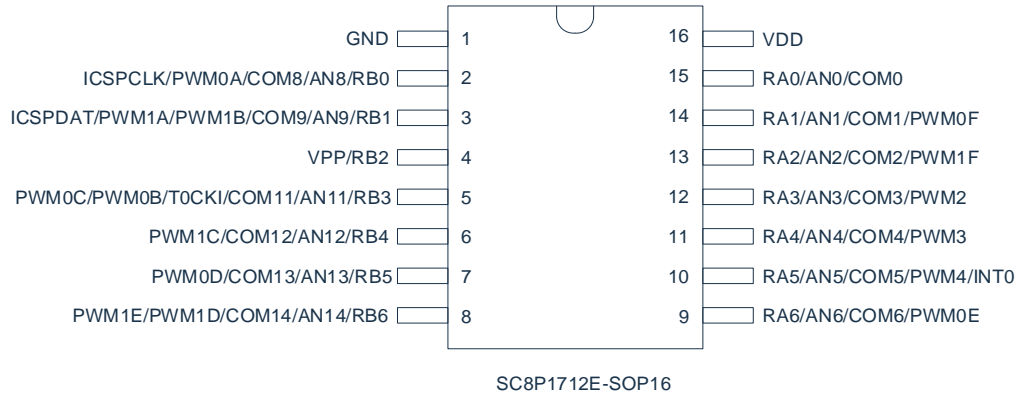 GND 1 16 VDD
ICSPCLK/PWM0A/COM8/AN8/RB0 2 15 RA0/AN0/COM0
ICSPDAT/PWM1A/PWM1B/COM9/AN9/RB1 3 14 RA1/AN1/COM1/PWM0F
VPP/RB2 4 13 RA2/AN2/COM2/PWM1F
PWM0C/PWM0B/T0CKI/COM11/AN11/RB3 5 12 RA3/AN3/COM3/PWM2
PWM1C/COM12/AN12/RB4 6 11 RA4/AN4/COM4/PWM3
PWM0D/COM13/AN13/RB5 7 10 RA5/AN5/COM5/PWM4/INT0
PWM1E/PWM1D/COM14/AN14/RB6 8 9 RA6/AN6/COM6/PWM0E
SC8P1712E-SOP16